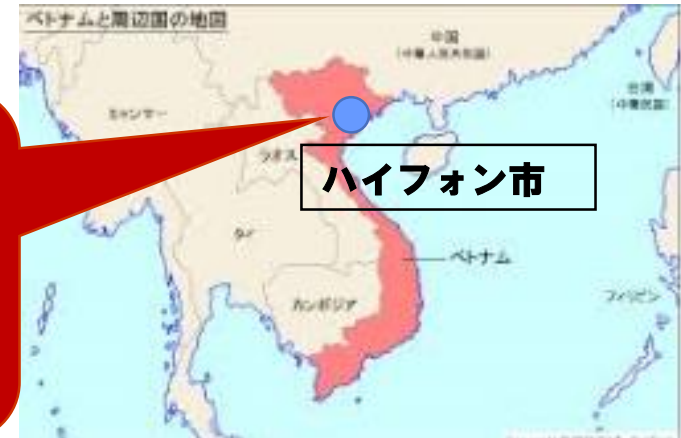 ベトナムと周辺国の地図
中国
(中華人民共和国)
台湾
(中華民国)
ミャンマー
ラオス
ハイフォン市
タイ
ベトナム
カンボジア
フィリピン